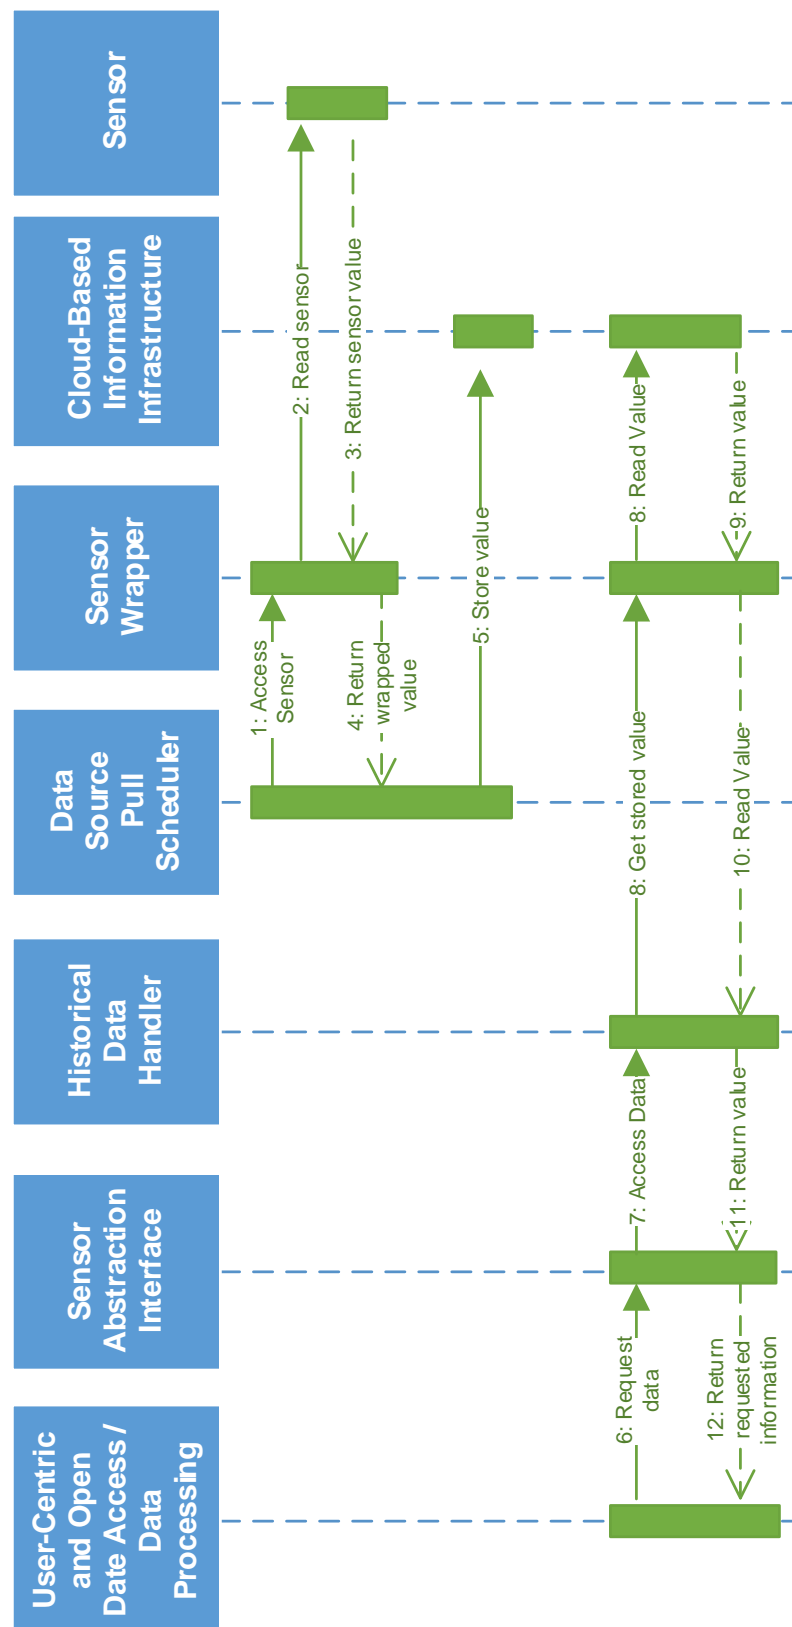 User-Centric
and Open
Date Access /
Data
Processing
Sensor
Abstraction
Interface
Historical
Data
Handler
Data
Source
Pull
Scheduler
Sensor
Wrapper
Cloud-Based
Information
Infrastructure
Sensor
1: Access
Sensor
2: Read sensor
3: Return sensor value
4: Return
wrapped
value
5: Store value
6: Request
data
7: Access Data
8: Get stored value
8: Read Value
9: Return value
10: Read Value
11: Return value
12: Return
requested
information